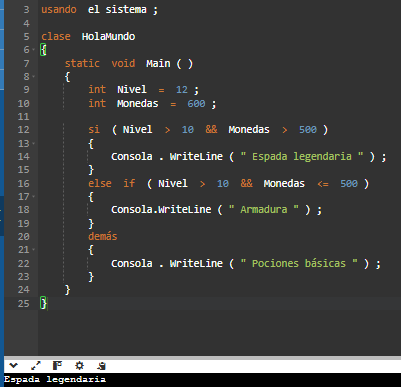 3 usando el sistema ;
4
5 clase HolaMundo
6 {
7 static void Main ( )
8 {
9 int Nivel = 12 ;
10 int Monedas = 600 ;
11
12 si ( Nivel > 10 && Monedas > 500 )
13 {
14 Consola . WriteLine ( " Espada legendaria " ) ;
15 }
16 else if ( Nivel > 10 && Monedas <= 500 )
17 {
18 Consola.WriteLine ( " Armadura " ) ;
19 }
20 demás
21 {
22 Consola . WriteLine ( " Pociones básicas " ) ;
23 }
24 }
25 }
Espada legendaria